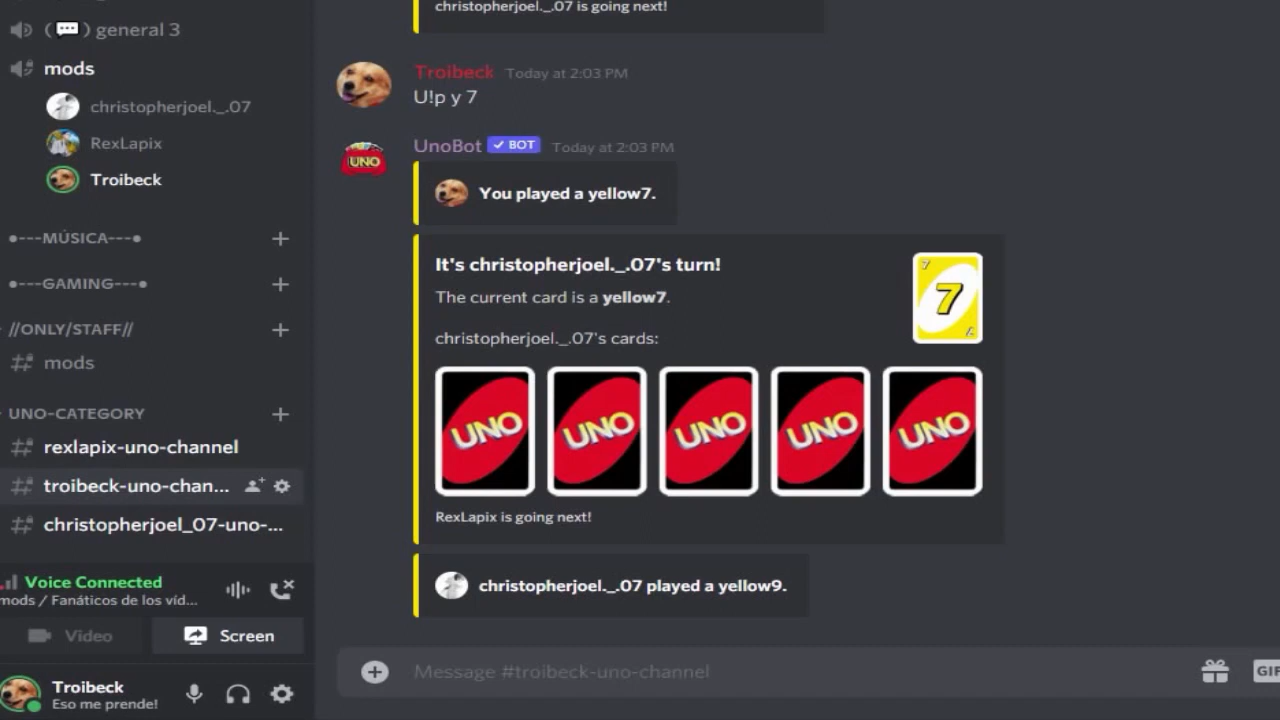 general 3
mods
christopherjoel._.07
RexLapix
Troibeck
●---MÚSICA---●
●---GAMING---●
//ONLY/STAFF//
mods
UNO-CATEGORY
rexlapix-uno-channel
troibeck-uno-chan...
christopherjoel_07-uno-...
Voice Connected
mods / Fanáticos de los víd...
Video
Screen
Troibeck
Eso me prende!
christopherjoel._.07 is going next!
Troibeck Today at 2:03 PM
U!p y 7
UNO
UnoBot BOT Today at 2:03 PM
You played a yellow7.
It's christopherjoel._.07's turn!
The current card is a yellow7.
7
7
7
christopherjoel._.07's cards:
UNO UNO UNO UNO UNO
RexLapix is going next!
christopherjoel._.07 played a yellow9.
Message #troibeck-uno-channel
GIF